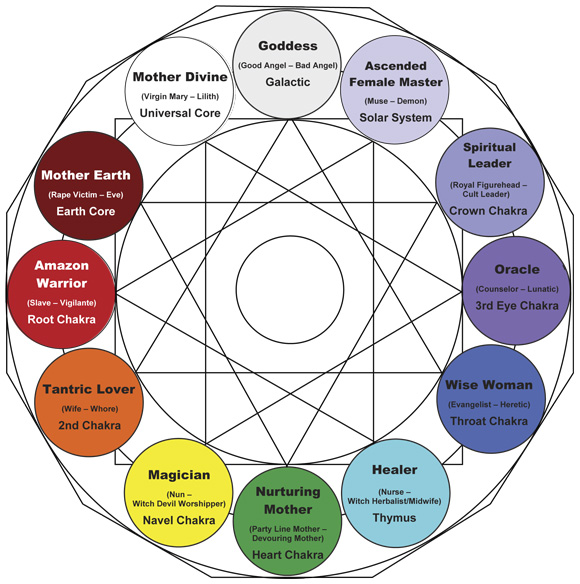 Goddess
(Good Angel – Bad Angel)
Galactic
Ascended
Female Master
(Muse – Demon)
Solar System
Spiritual
Leader
(Royal Figurehead –
Cult Leader)
Crown Chakra
Oracle
(Counselor – Lunatic)
3rd Eye Chakra
Wise Woman
(Evangelist – Heretic)
Throat Chakra
Healer
(Nurse –
Witch Herbalist/Midwife)
Thymus
Nurturing
Mother
(Party Line Mother –
Devouring Mother)
Heart Chakra
Magician
(Nun –
Witch Devil Worshipper)
Navel Chakra
Tantric Lover
(Wife – Whore)
2nd Chakra
Amazon
Warrior
(Slave – Vigilante)
Root Chakra
Mother Earth
(Rape Victim – Eve)
Earth Core
Mother Divine
(Virgin Mary – Lilith)
Universal Core